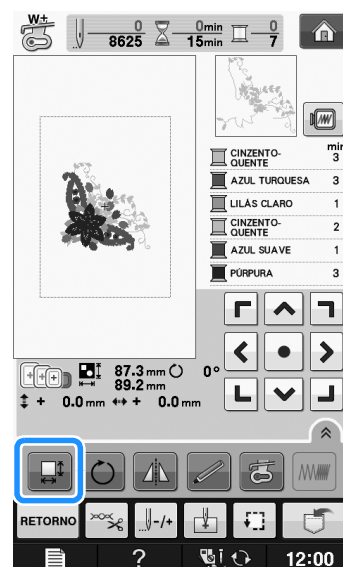 W+
0
8625
0min
15min
0
7
min
CINZENTO-
QUENTE 3
AZUL TURQUESA 3
LILÁS CLARO 1
CINZENTO-
QUENTE 2
AZUL SUAVE 1
PÚRPURA 3
87.3 mm 0°
89.2 mm
+ 0.0 mm + 0.0 mm
RETORNO -/+
? 12:00